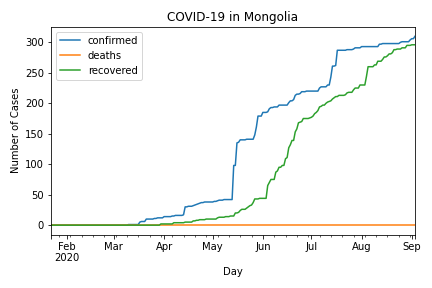 COVID-19 in Mongolia
confirmed
deaths
recovered
Number of Cases
300
250
200
150
100
50
0
Feb Mar Apr May Jun Jul Aug Sep
2020
Day